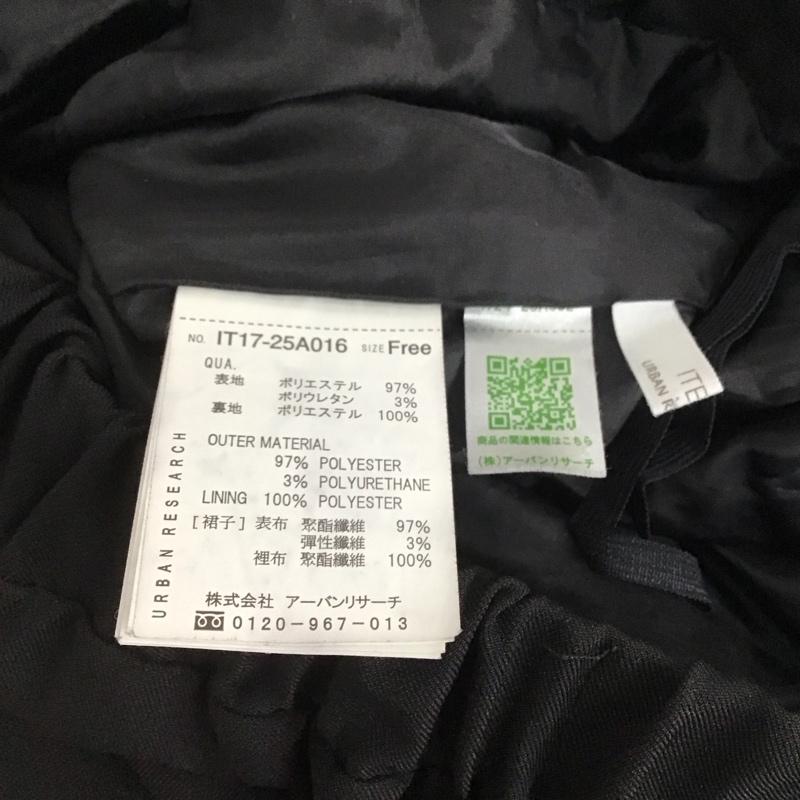 NO. IT17-25A016 SIZE Free
QUA.
表地 ポリエステル 97%
ポリウレタン 3%
裏地 ポリエステル 100%
OUTER MATERIAL
97% POLYESTER
3% POLYURETHANE
LINING 100% POLYESTER
[裙子] 表布 聚酯纖維 97%
彈性纖維 3%
裡布 聚酯纖維 100%
株式会社 アーバンリサーチ
0120-967-013
URBAN RESEARCH
商品の関連情報はこちら
(株)アーバンリサーチ
ITE
URBAN R